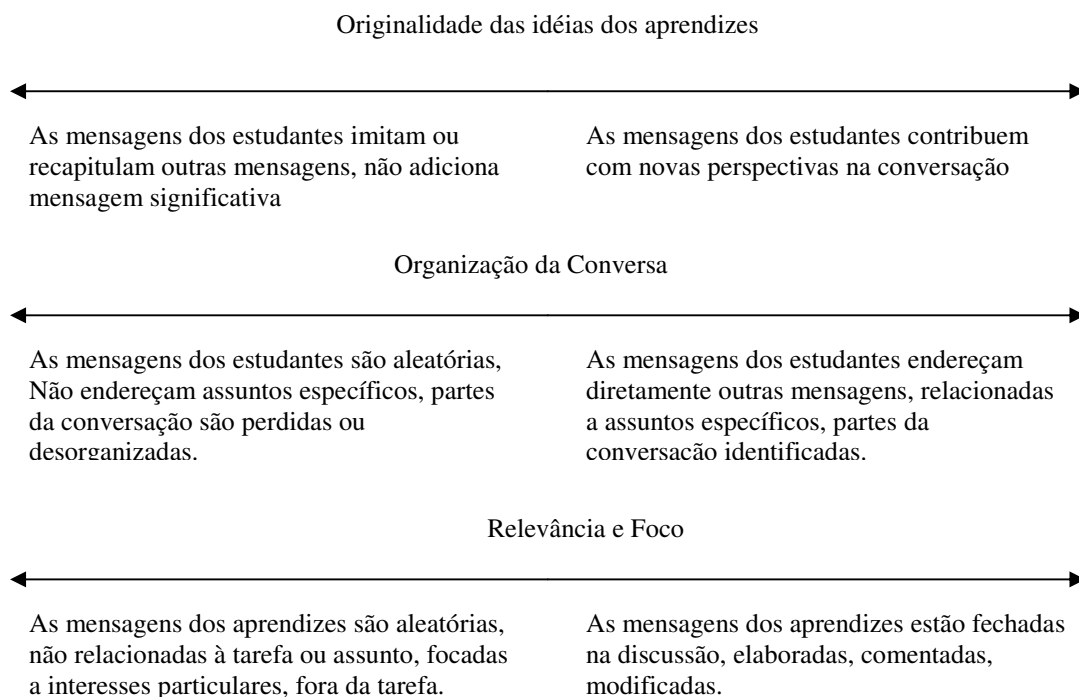 Originalidade das idéias dos aprendizes
As mensagens dos estudantes imitam ou
recapitulam outras mensagens, não adiciona
mensagem significativa
As mensagens dos estudantes contribuem
com novas perspectivas na conversação
Organização da Conversa
As mensagens dos estudantes são aleatórias,
Não endereçam assuntos específicos, partes
da conversação são perdidas ou
desorganizadas.
As mensagens dos estudantes endereçam
diretamente outras mensagens, relacionadas
a assuntos específicos, partes da
conversação identificadas.
Relevância e Foco
As mensagens dos aprendizes são aleatórias,
não relacionadas à tarefa ou assunto, focadas
a interesses particulares, fora da tarefa.
As mensagens dos aprendizes estão fechadas
na discussão, elaboradas, comentadas,
modificadas.